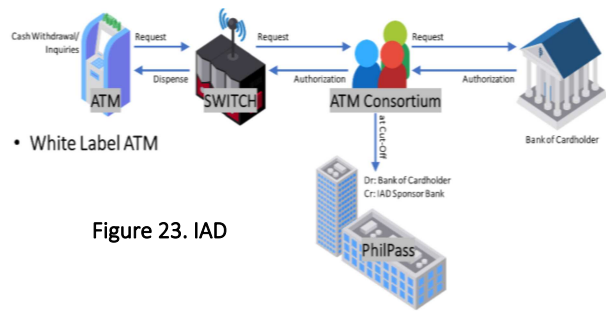 Cash Withdrawal/
Inquiries
Request
Request
Request
Dispense
Authorization
Authorization
ATM
SWITCH
ATM Consortium
Bank of Cardholder
at Cut-Off
• White Label ATM
Dr: Bank of Cardholder
Cr: IAD Sponsor Bank
Figure 23. IAD
PhilPass